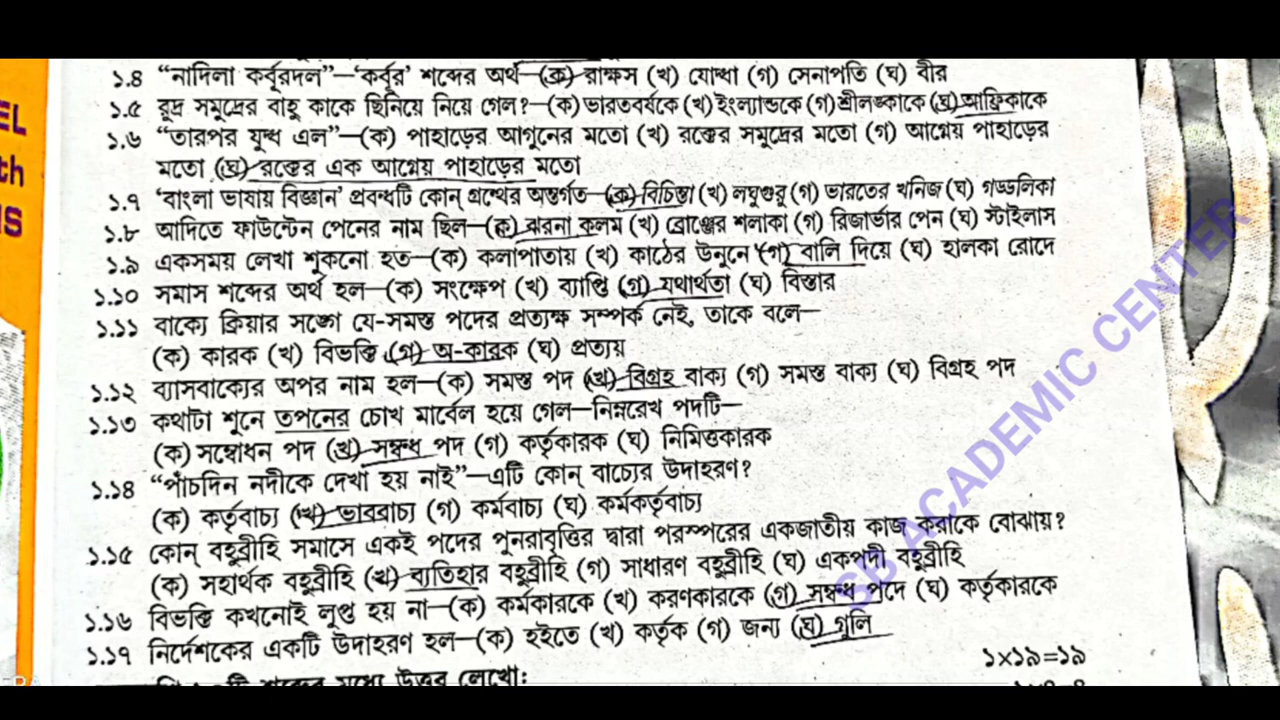 EL
th
IS
১.৪ “নাদিলা কর্বূরদল”—‘কর্বূর’ শব্দের অর্থ—(ক) রাক্ষস (খ) যোদ্ধা (গ) সেনাপতি (ঘ) বীর
১.৫ রুদ্র সমুদ্রের বাহু কাকে ছিনিয়ে নিয়ে গেল?—(ক) ভারতবর্ষকে (খ) ইংল্যান্ডকে (গ) শ্রীলঙ্কাকে (ঘ) আফ্রিকাকে
১.৬ “তারপর যুদ্ধ এল”—(ক) পাহাড়ের আগুনের মতো (খ) রক্তের সমুদ্রের মতো (গ) আগ্নেয় পাহাড়ের
মতো (ঘ) রক্তের এক আগ্নেয় পাহাড়ের মতো
১.৭ ‘বাংলা ভাষায় বিজ্ঞান’ প্রবন্ধটি কোন্ গ্রন্থের অন্তর্গত—(ক) বিচিন্তা (খ) লঘুগুরু (গ) ভারতের খনিজ (ঘ) গড্ডলিকা
১.৮ আদিতে ফাউন্টেন পেনের নাম ছিল—(ক) ঝরনা কলম (খ) ব্রোঞ্জের শলাকা (গ) রিজার্ভার পেন (ঘ) স্টাইলাস
১.৯ একসময় লেখা শুকনো হত—(ক) কলাপাতায় (খ) কাঠের উনুনে (গ) বালি দিয়ে (ঘ) হালকা রোদে
১.১০ সমাস শব্দের অর্থ হল—(ক) সংক্ষেপ (খ) ব্যাপ্তি (গ) যথার্থতা (ঘ) বিস্তার
১.১১ বাক্যে ক্রিয়ার সঙ্গে যে-সমস্ত পদের প্রত্যক্ষ সম্পর্ক নেই, তাকে বলে—
(ক) কারক (খ) বিভক্তি (গ) অ-কারক (ঘ) প্রত্যয়
১.১২ ব্যাসবাক্যের অপর নাম হল—(ক) সমস্ত পদ (খ) বিগ্রহ বাক্য (গ) সমস্ত বাক্য (ঘ) বিগ্রহ পদ
১.১৩ কথাটা শুনে তপনের চোখ মার্বেল হয়ে গেল—নিম্নরেখ পদটি—
(ক) সম্বোধন পদ (খ) সম্বন্ধ পদ (গ) কর্তৃকারক (ঘ) নিমিত্তকারক
১.১৪ “পাঁচদিন নদীকে দেখা হয় নাই”—এটি কোন্ বাচ্যের উদাহরণ?
(ক) কর্তৃবাচ্য (খ) ভাববাচ্য (গ) কর্মবাচ্য (ঘ) কর্মকর্তৃবাচ্য
১.১৫ কোন্ বহুব্রীহি সমাসে একই পদের পুনরাবৃত্তির দ্বারা পরস্পরের একজাতীয় কাজ করাকে বোঝায়?
(ক) সহার্থক বহুব্রীহি (খ) ব্যতিহার বহুব্রীহি (গ) সাধারণ বহুব্রীহি (ঘ) একপদী বহুব্রীহি
১.১৬ বিভক্তি কখনোই লুপ্ত হয় না—(ক) কর্মকারকে (খ) করণকারকে (গ) সম্বন্ধ পদে (ঘ) কর্তৃকারকে
১.১৭ নির্দেশকের একটি উদাহরণ হল—(ক) হইতে (খ) কর্তৃক (গ) জন্য (ঘ) গুলি
১×১৯=১৯
শব্দের মধ্যে উত্তর লেখো:
SB ACADEMIC CENTER